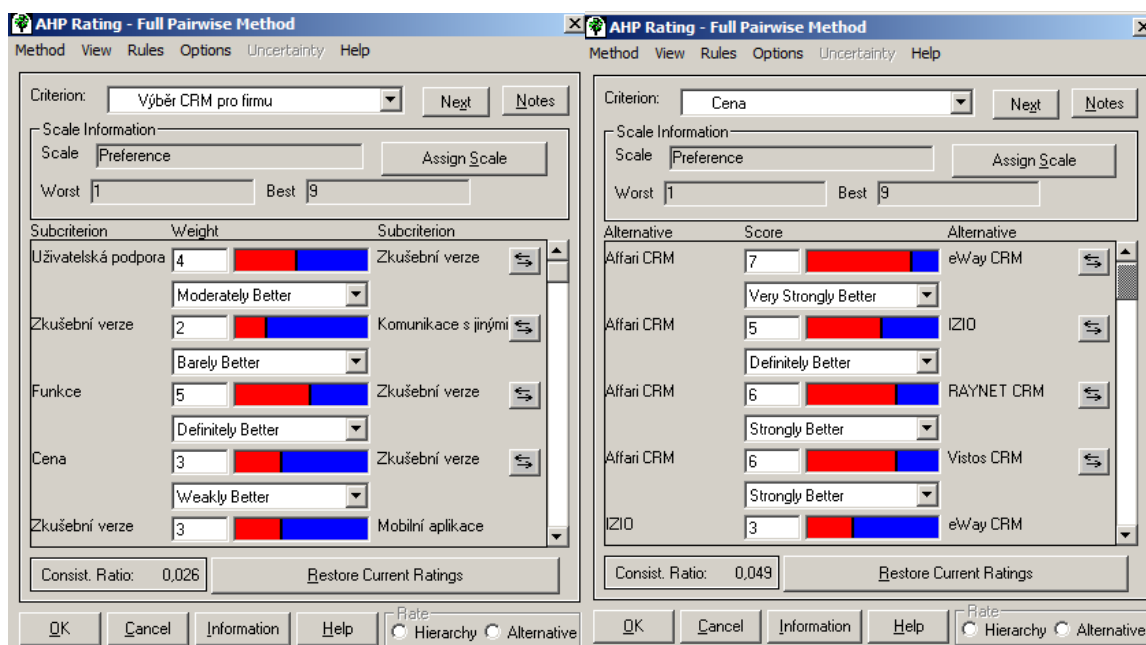 AHP Rating - Full Pairwise Method
Method View Rules Options Uncertainty Help
Criterion: Výběr CRM pro firmu Next Notes
Scale Information
Scale Preference Assign Scale
Worst 1 Best 9
Subcriterion Weight Subcriterion
Uživatelská podpora 4 Zkušební verze
Moderately Better
Zkušební verze 2 Komunikace s jinými
Barely Better
Funkce 5 Zkušební verze
Definitely Better
Cena 3 Zkušební verze
Weakly Better
Zkušební verze 3 Mobilní aplikace
Consist. Ratio: 0,026 Restore Current Ratings
Rate
OK Cancel Information Help Hierarchy Alternative
AHP Rating - Full Pairwise Method
Method View Rules Options Uncertainty Help
Criterion: Cena Next Notes
Scale Information
Scale Preference Assign Scale
Worst 1 Best 9
Alternative Score Alternative
Affari CRM 7 eWay CRM
Very Strongly Better
Affari CRM 5 IZIO
Definitely Better
Affari CRM 6 RAYNET CRM
Strongly Better
Affari CRM 6 Vistos CRM
Strongly Better
IZIO 3 eWay CRM
Consist. Ratio: 0,049 Restore Current Ratings
Rate
OK Cancel Information Help Hierarchy Alternative